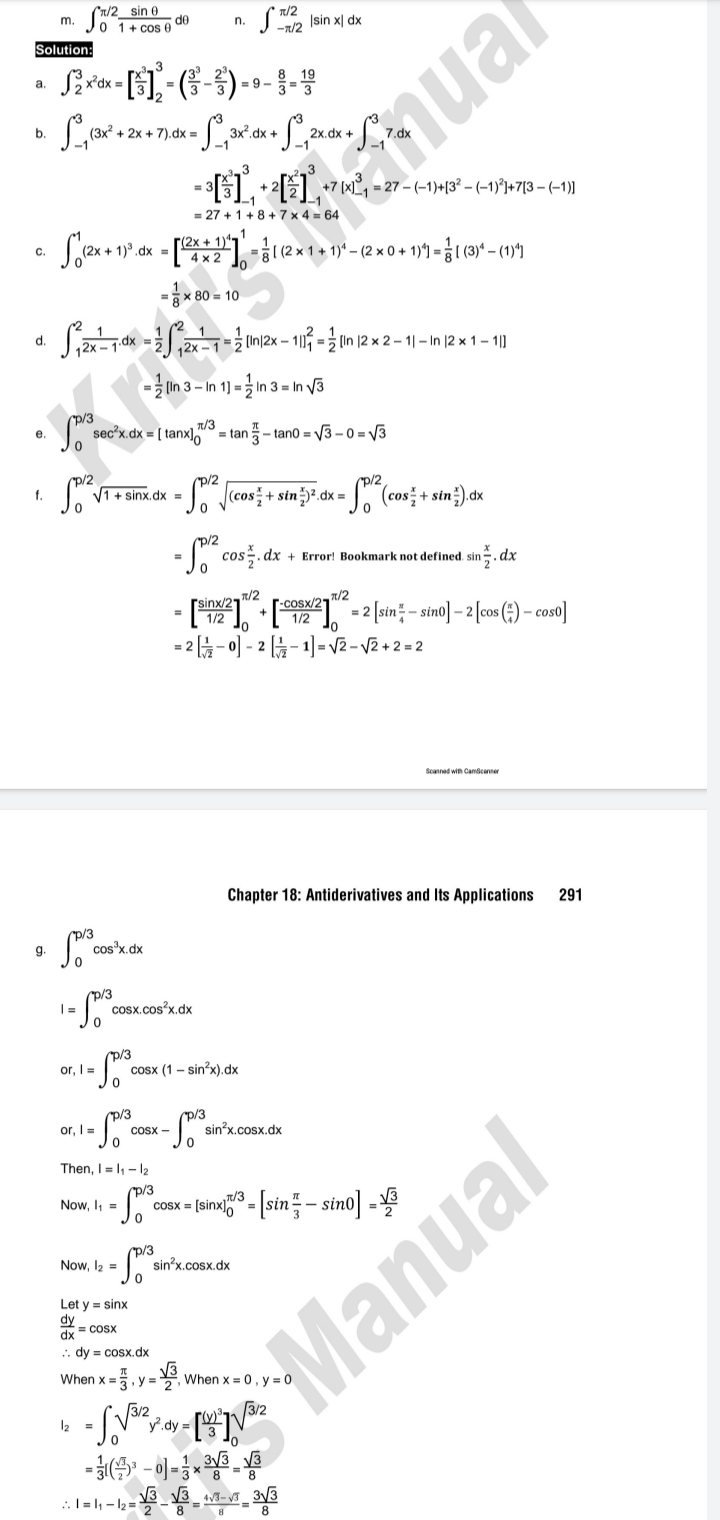 m. ∫₀^{π/2} sin θ / (1 + cos θ) dθ n. ∫_{−π/2}^{π/2} |sin x| dx
Solution:
a. ∫₂³ x²dx = [x³/3]₂³ = (3³/3 − 2³/3) = 9 − 8/3 = 19/3
b. ∫₋₁³ (3x² + 2x + 7).dx = ∫₋₁³ 3x².dx + ∫₋₁³ 2x.dx + ∫₋₁³ 7.dx
= 3[x³/3]₋₁³ + 2[x²/2]₋₁³ +7 [x]₋₁³ = 27 – (–1)+[3² – (–1)²]+7[3 – (–1)]
= 27 + 1 + 8 + 7 × 4 = 64
c. ∫₀¹ (2x + 1)³.dx = [(2x + 1)⁴ / 4 × 2]₀¹ = 1/8 [ (2 × 1 + 1)⁴ – (2 × 0 + 1)⁴] = 1/8 [ (3)⁴ – (1)⁴]
= 1/8 × 80 = 10
d. ∫₁² 1/(2x – 1).dx = 1/2 ∫₁² 1/(2x – 1) = 1/2 [ln|2x – 1|]₁² = 1/2 [ln |2 × 2 – 1| – ln |2 × 1 – 1|]
= 1/2 [ln 3 – ln 1] = 1/2 ln 3 = ln √3
e. ∫₀^{p/3} sec²x.dx = [ tanx]₀^{π/3} = tan π/3 – tan0 = √3 – 0 = √3
f. ∫₀^{p/2} √(1 + sinx).dx = ∫₀^{p/2} √((cos x/2 + sin x/2)²).dx = ∫₀^{p/2} (cos x/2 + sin x/2).dx
= ∫₀^{p/2} cos x/2 . dx + Error! Bookmark not defined. sin x/2 . dx
= [sinx/2 / 1/2]₀^{π/2} + [-cosx/2 / 1/2]₀^{π/2} = 2 [sin π/4 – sin0] – 2 [cos (π/4) – cos0]
= 2 [1/√2 – 0] - 2 [1/√2 – 1] = √2 – √2 + 2 = 2
Scanned with CamScanner
Chapter 18: Antiderivatives and Its Applications 291
g. ∫₀^{p/3} cos³x.dx
I = ∫₀^{p/3} cosx.cos²x.dx
or, I = ∫₀^{p/3} cosx (1 – sin²x).dx
or, I = ∫₀^{p/3} cosx – ∫₀^{p/3} sin²x.cosx.dx
Then, I = I₁ – I₂
Now, I₁ = ∫₀^{p/3} cosx = [sinx]₀^{π/3} = [sin π/3 – sin0] = √3/2
Now, I₂ = ∫₀^{p/3} sin²x.cosx.dx
Let y = sinx
dy/dx = cosx
∴ dy = cosx.dx
When x = π/3 , y = √3/2 , When x = 0 , y = 0
I₂ = ∫₀^{√3/2} y².dy = [(y)³/3]₀^{√3/2}
= 1/3[(√3/2)³ – 0] = 1/3 × 3√3/8 = √3/8
∴ I = I₁ – I₂ = √3/2 – √3/8 = 4√3–√3/8 = 3√3/8
Kriti's Manual
Kriti's Manual